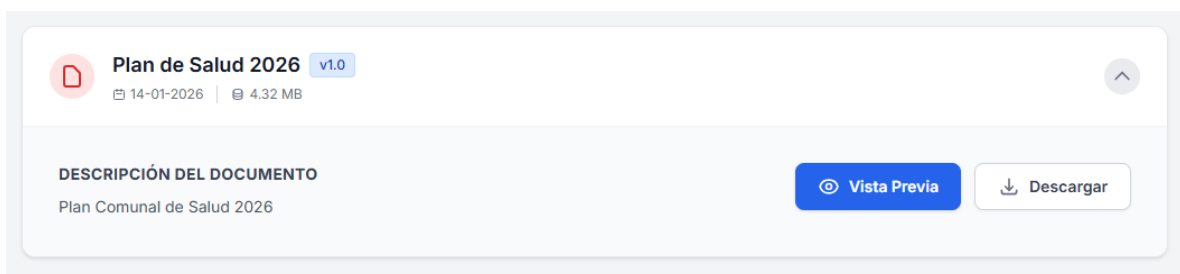 Plan de Salud 2026 v1.0
14-01-2026 4.32 MB
DESCRIPCIÓN DEL DOCUMENTO
Plan Comunal de Salud 2026
Vista Previa
Descargar